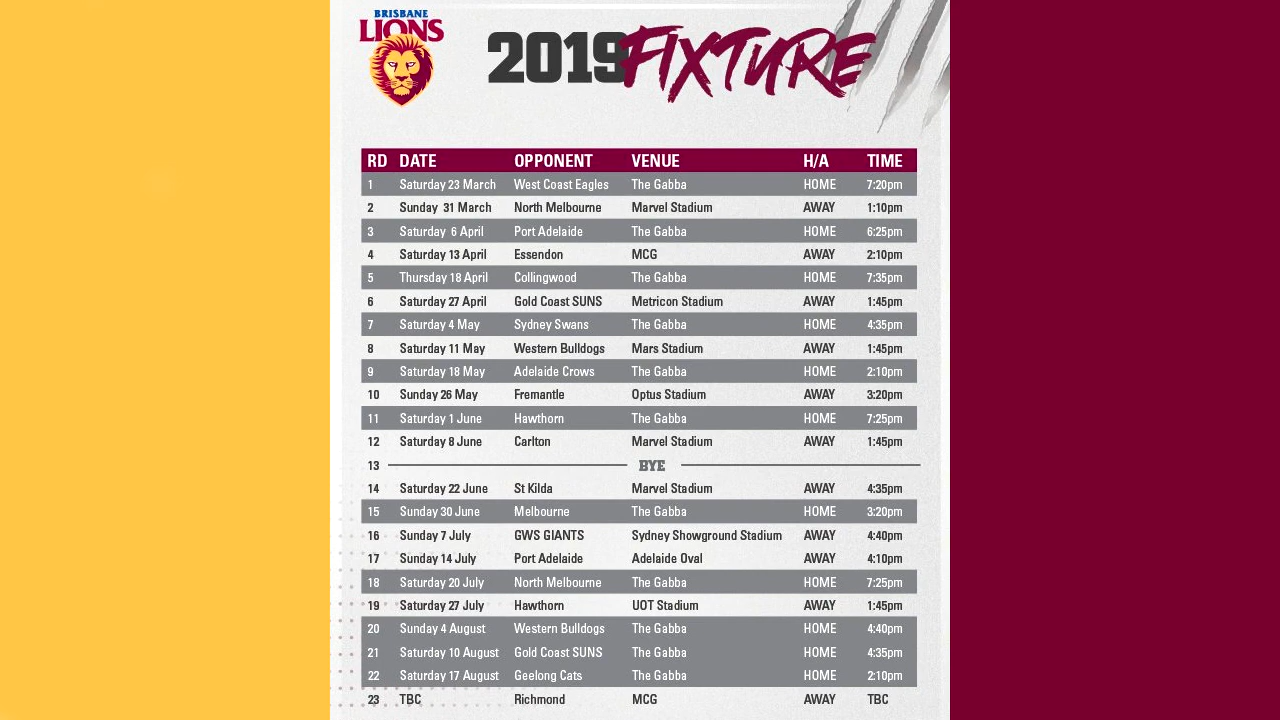 BRISBANE
LIONS
2019 FIXTURE
RD DATE OPPONENT VENUE H/A TIME
1 Saturday 23 March West Coast Eagles The Gabba HOME 7:20pm
2 Sunday 31 March North Melbourne Marvel Stadium AWAY 1:10pm
3 Saturday 6 April Port Adelaide The Gabba HOME 6:25pm
4 Saturday 13 April Essendon MCG AWAY 2:10pm
5 Thursday 18 April Collingwood The Gabba HOME 7:35pm
6 Saturday 27 April Gold Coast SUNS Metricon Stadium AWAY 1:45pm
7 Saturday 4 May Sydney Swans The Gabba HOME 4:35pm
8 Saturday 11 May Western Bulldogs Mars Stadium AWAY 1:45pm
9 Saturday 18 May Adelaide Crows The Gabba HOME 2:10pm
10 Sunday 26 May Fremantle Optus Stadium AWAY 3:20pm
11 Saturday 1 June Hawthorn The Gabba HOME 7:25pm
12 Saturday 8 June Carlton Marvel Stadium AWAY 1:45pm
13 BYE
14 Saturday 22 June St Kilda Marvel Stadium AWAY 4:35pm
15 Sunday 30 June Melbourne The Gabba HOME 3:20pm
16 Sunday 7 July GWS GIANTS Sydney Showground Stadium AWAY 4:40pm
17 Sunday 14 July Port Adelaide Adelaide Oval AWAY 4:10pm
18 Saturday 20 July North Melbourne The Gabba HOME 7:25pm
19 Saturday 27 July Hawthorn UOT Stadium AWAY 1:45pm
20 Sunday 4 August Western Bulldogs The Gabba HOME 4:40pm
21 Saturday 10 August Gold Coast SUNS The Gabba HOME 4:35pm
22 Saturday 17 August Geelong Cats The Gabba HOME 2:10pm
23 TBC Richmond MCG AWAY TBC